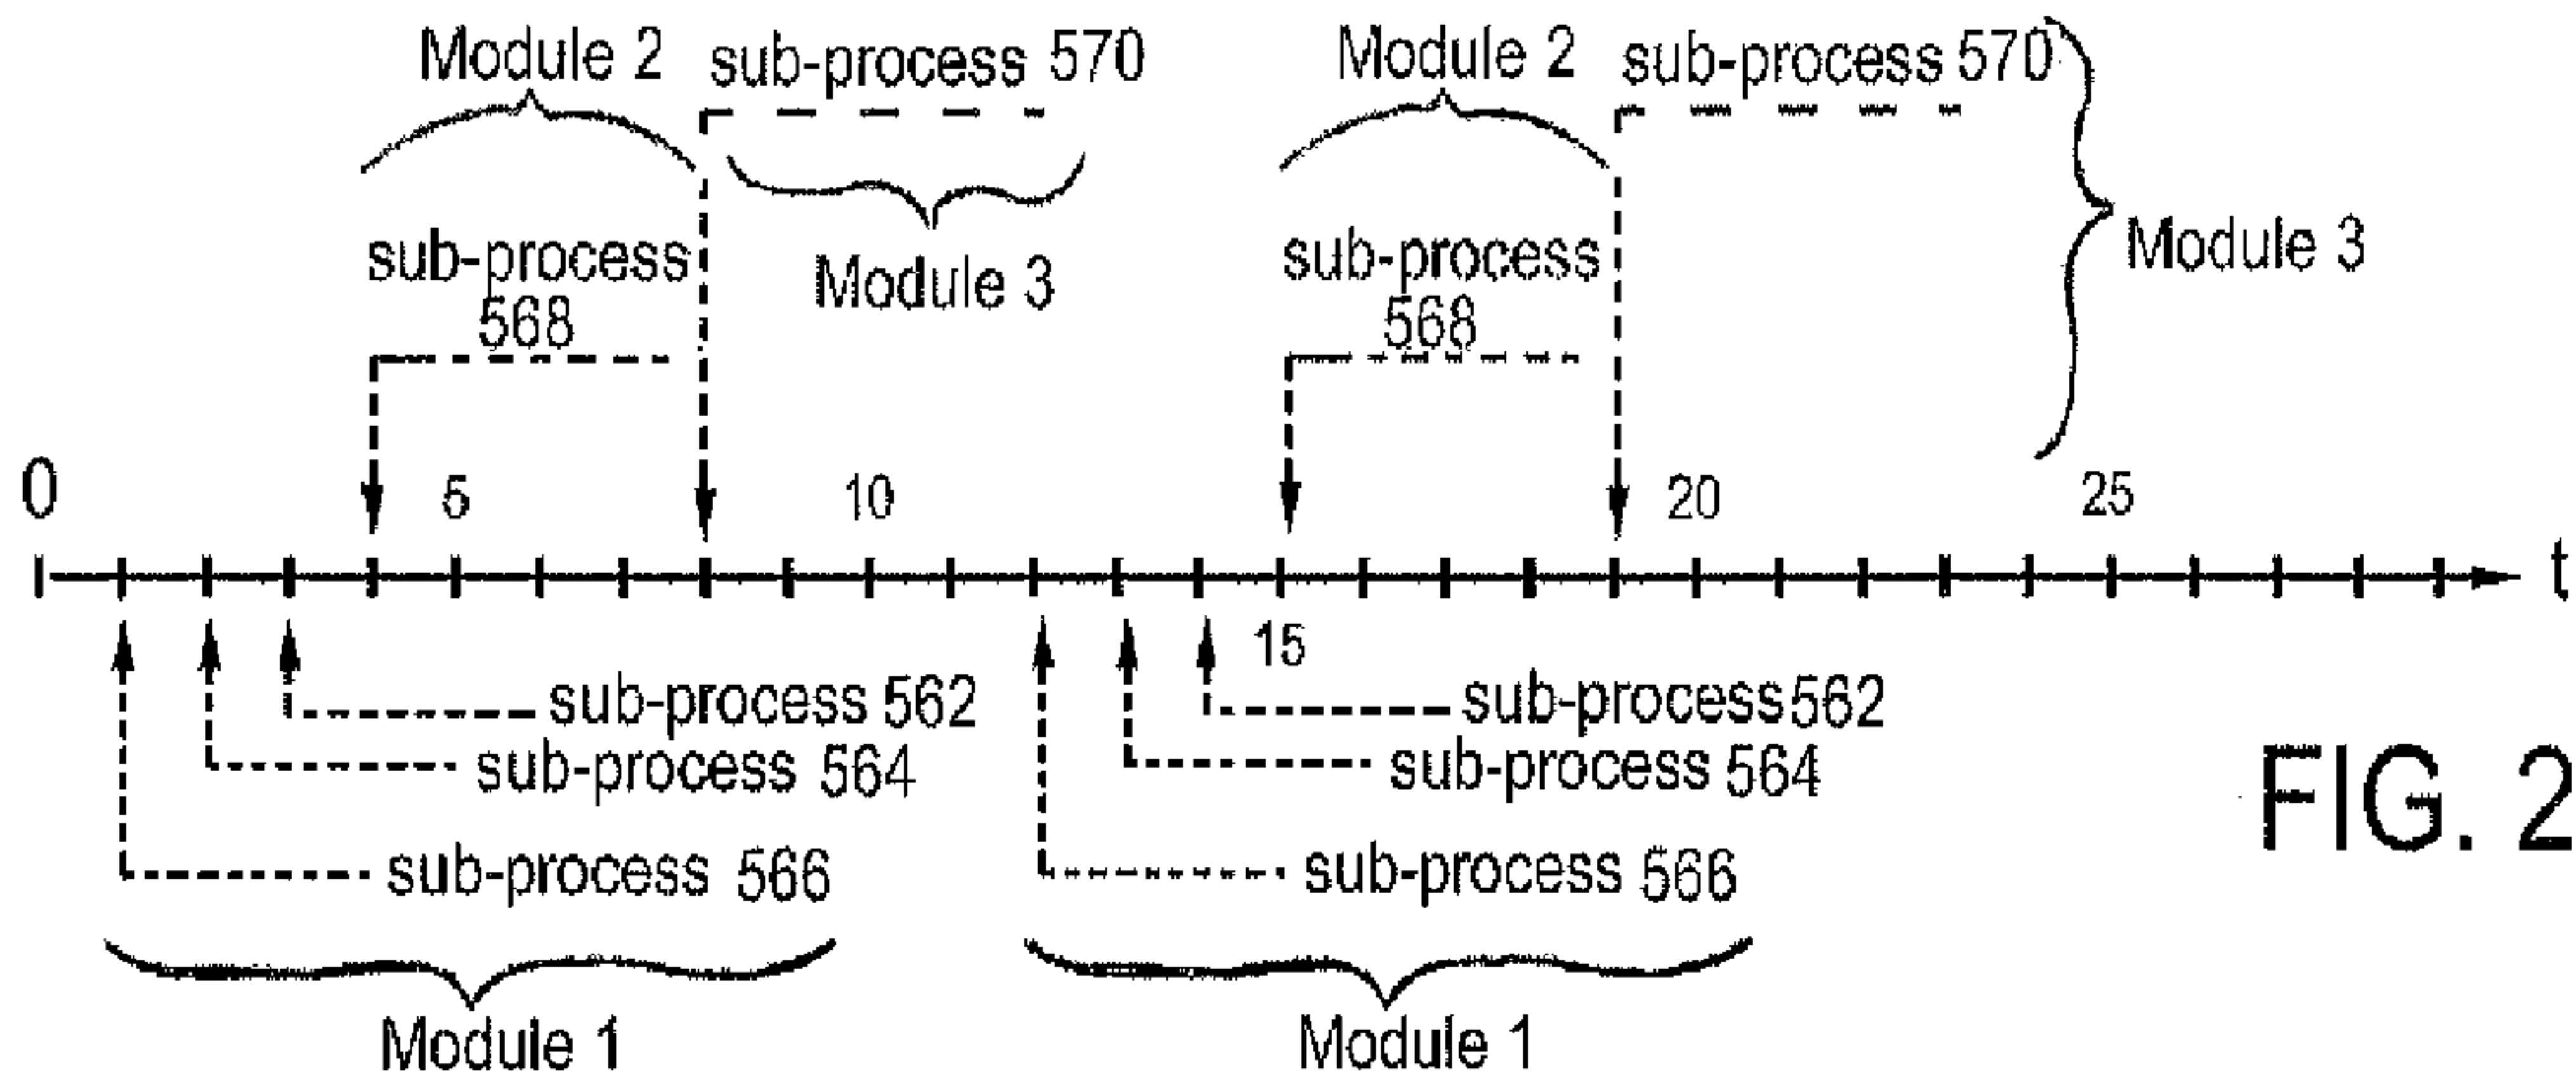 Module 2
sub-process 570
Module 2
sub-process 570
sub-process
568
Module 3
sub-process
568
Module 3
0
5
10
20
25
t
15
sub-process 562
sub-process 562
sub-process 564
sub-process 564
sub-process 566
sub-process 566
FIG. 2
Module 1
Module 1